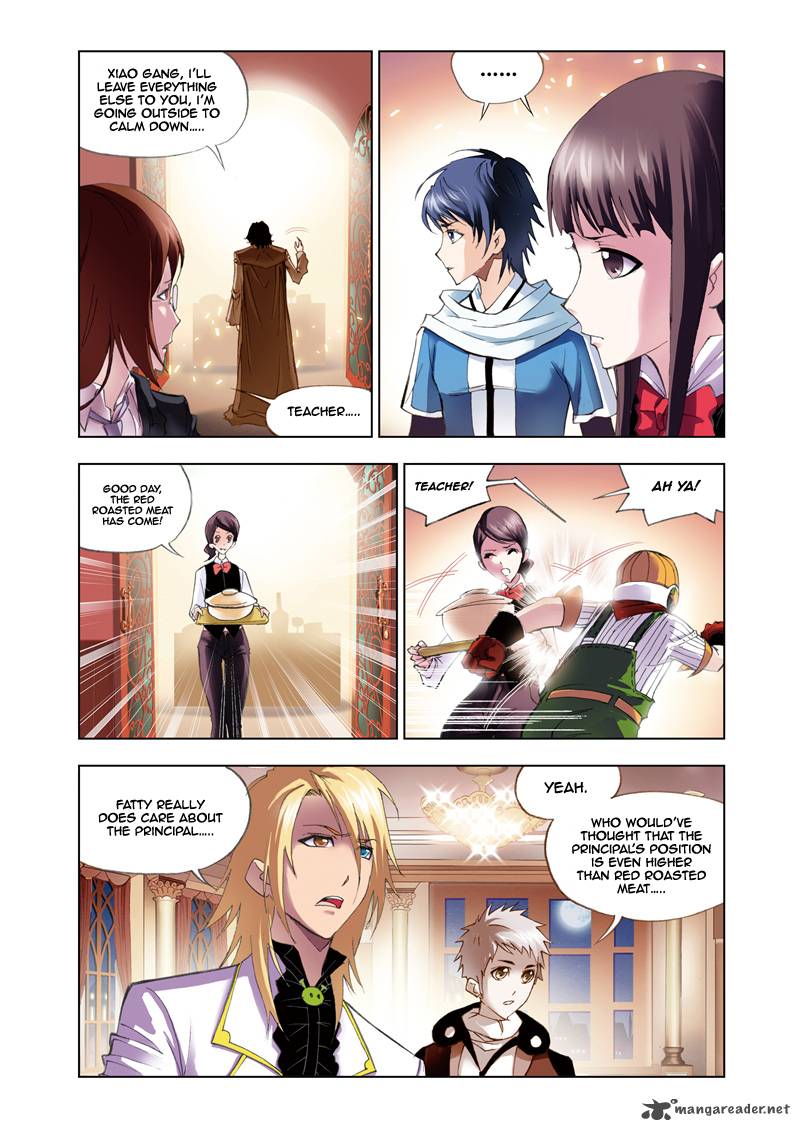 XIAO GANG, I'LL
LEAVE EVERYTHING
ELSE TO YOU, I'M
GOING OUTSIDE TO
CALM DOWN.....
TEACHER.....
......
GOOD DAY,
THE RED
ROASTED MEAT
HAS COME!
TEACHER!
AH YA!
FATTY REALLY
DOES CARE ABOUT
THE PRINCIPAL.....
YEAH.
WHO WOULD'VE
THOUGHT THAT THE
PRINCIPAL'S POSITION
IS EVEN HIGHER
THAN RED ROASTED
MEAT.....
mangareader.net